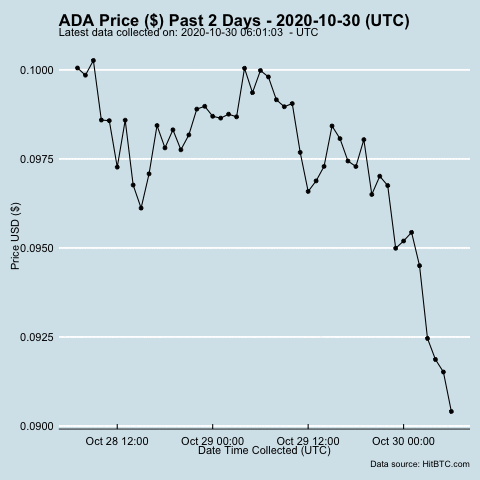 ADA Price ($) Past 2 Days - 2020-10-30 (UTC)
Latest data collected on: 2020-10-30 06:01:03 - UTC
0.1000
0.0975
0.0950
0.0925
0.0900
Price USD ($)
Oct 28 12:00
Oct 29 00:00
Oct 29 12:00
Oct 30 00:00
Date Time Collected (UTC)
Data source: HitBTC.com